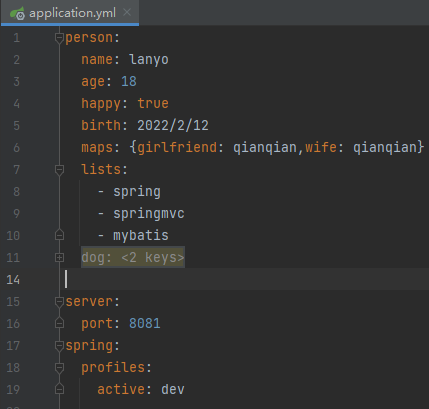 application.yml
1 person:
2   name: lanyo
3   age: 18
4   happy: true
5   birth: 2022/2/12
6   maps: {girlfriend: qianqian,wife: qianqian}
7   lists:
8     - spring
9     - springmvc
10     - mybatis
11   dog: <2 keys>
14
15 server:
16   port: 8081
17 spring:
18   profiles:
19     active: dev